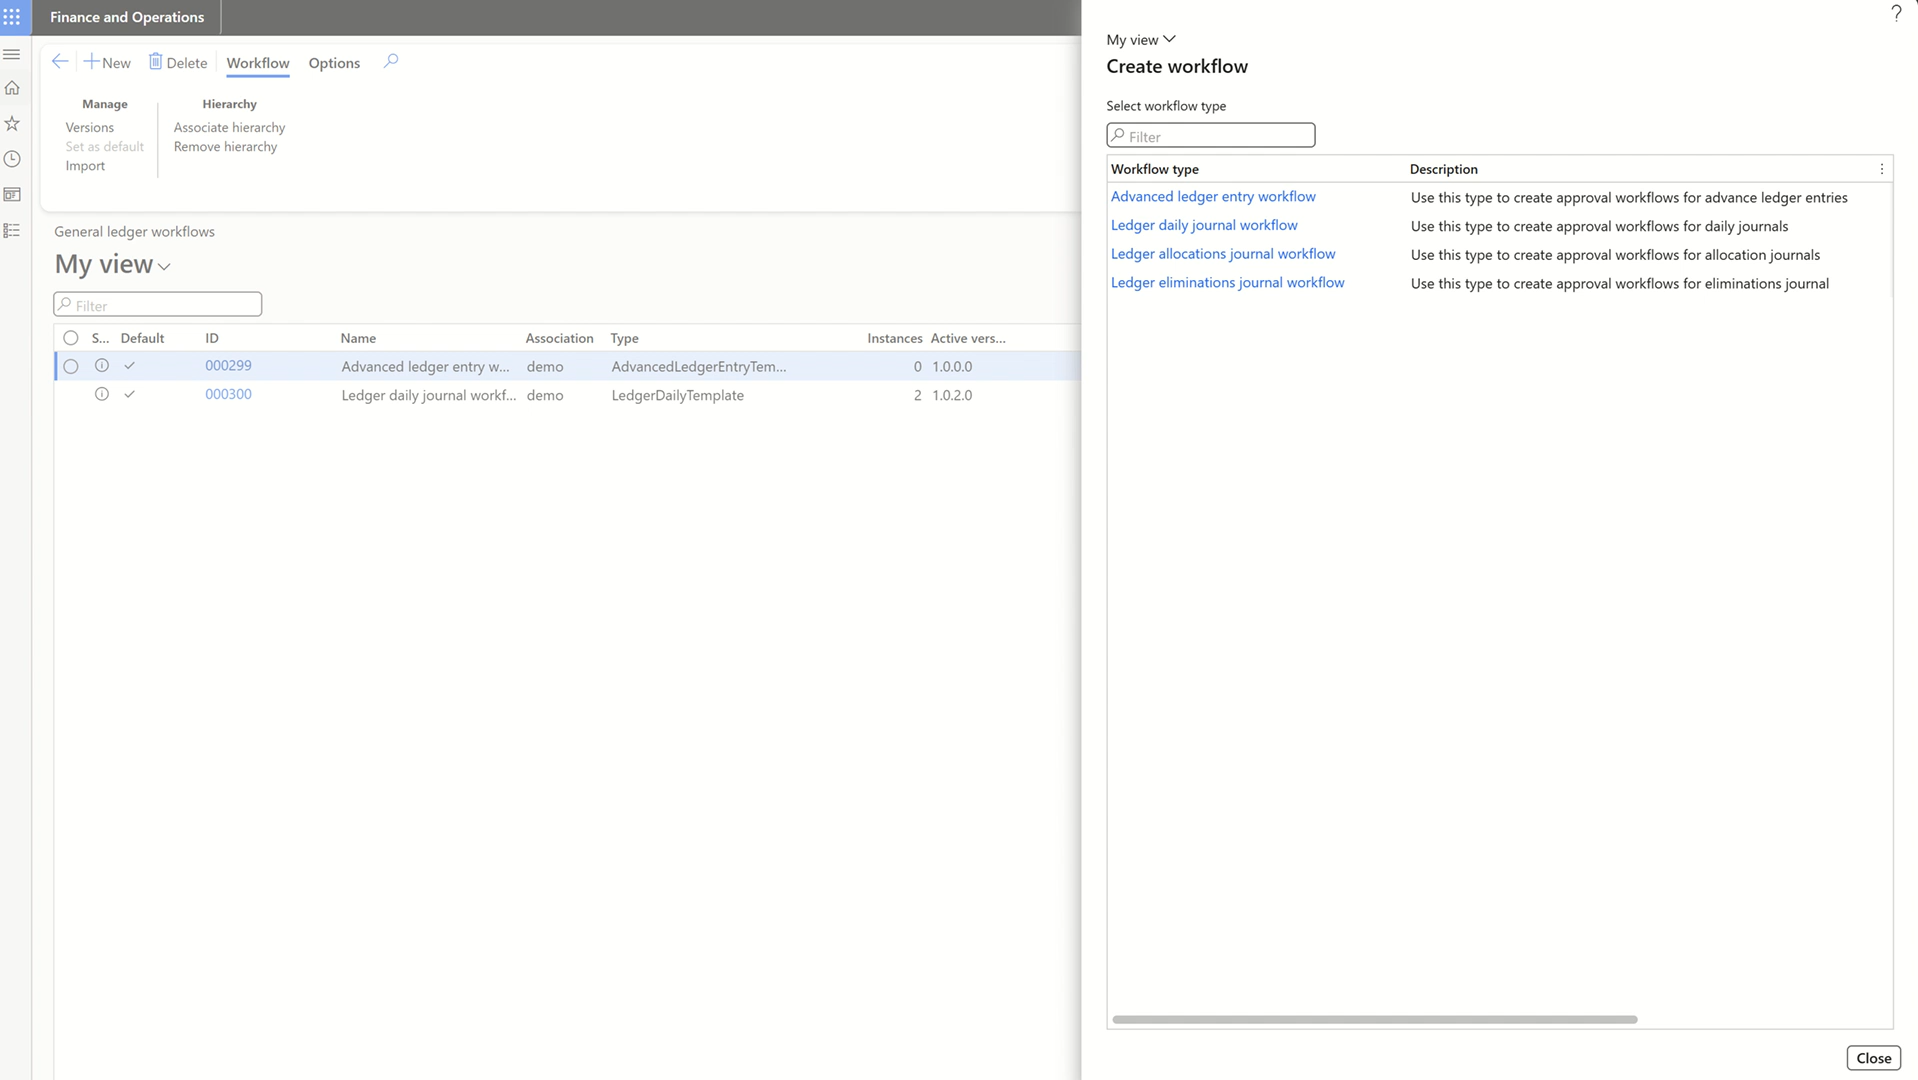 Finance and Operations
New Delete Workflow Options
Manage Hierarchy
Versions Associate hierarchy
Set as default Remove hierarchy
Import
General ledger workflows
My view
Filter
S... Default ID Name Association Type Instances Active vers...
000299 Advanced ledger entry w... demo AdvancedLedgerEntryTem... 0 1.0.0.0
000300 Ledger daily journal workf... demo LedgerDailyTemplate 2 1.0.2.0
?
My view
Create workflow
Select workflow type
Filter
Workflow type Description
Advanced ledger entry workflow Use this type to create approval workflows for advance ledger entries
Ledger daily journal workflow Use this type to create approval workflows for daily journals
Ledger allocations journal workflow Use this type to create approval workflows for allocation journals
Ledger eliminations journal workflow Use this type to create approval workflows for eliminations journal
Close